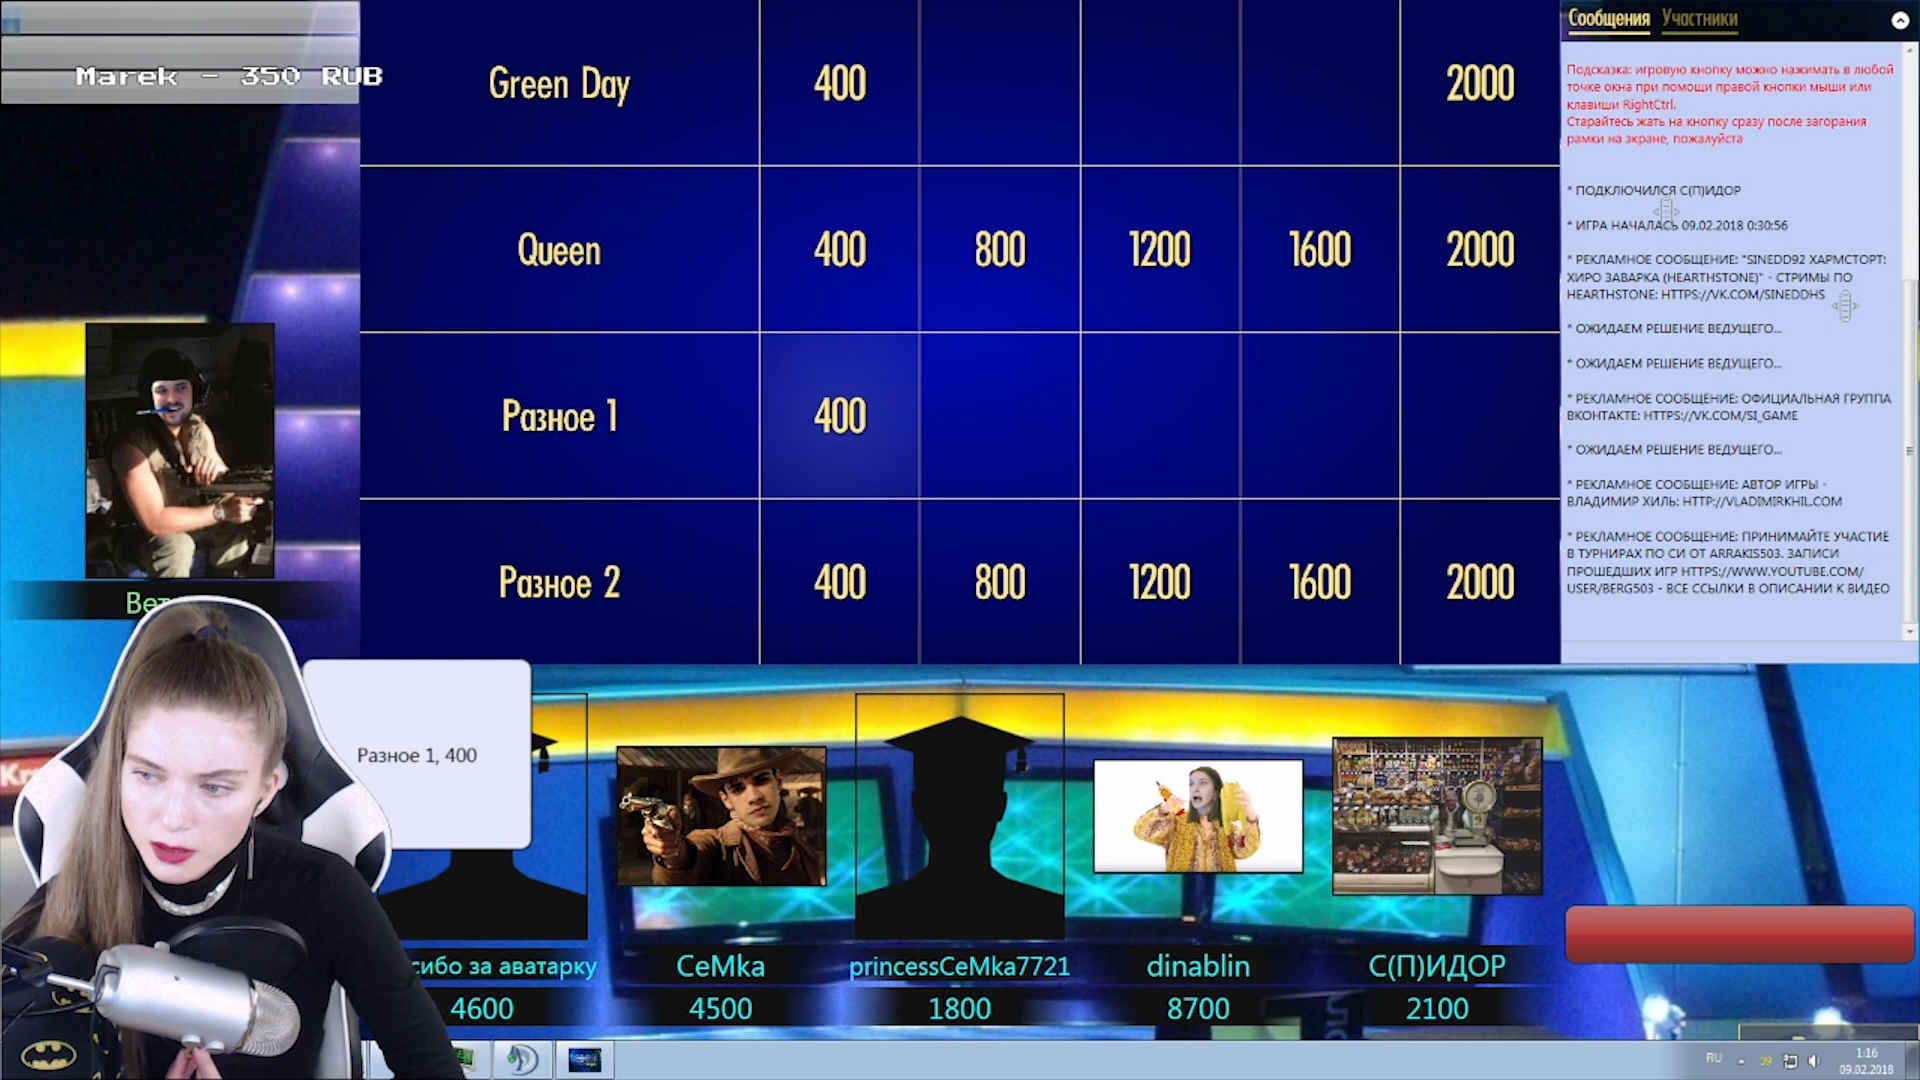 Marek - 350 RUB
Green Day 400 2000
Queen 400 800 1200 1600 2000
Разное 1 400
Разное 2 400 800 1200 1600 2000
Сообщения Участники
Подсказка: игровую кнопку можно нажимать в любой
точке окна при помощи правой кнопки мыши или
клавиши RightCtrl.
Старайтесь жать на кнопку сразу после загорания
рамки на экране, пожалуйста
* ПОДКЛЮЧИЛСЯ С(П)ИДОР
* ИГРА НАЧАЛАСЬ 09.02.2018 0:30:56
* РЕКЛАМНОЕ СООБЩЕНИЕ: "SINEDD92 ХАРМСТОРТ:
ХИРО ЗАВАРКА (HEARTHSTONE)" - СТРИМЫ ПО
HEARTHSTONE: HTTPS://VK.COM/SINEDDHS
* ОЖИДАЕМ РЕШЕНИЕ ВЕДУЩЕГО...
* ОЖИДАЕМ РЕШЕНИЕ ВЕДУЩЕГО...
* РЕКЛАМНОЕ СООБЩЕНИЕ: ОФИЦИАЛЬНАЯ ГРУППА
ВКОНТАКТЕ: HTTPS://VK.COM/SI_GAME
* ОЖИДАЕМ РЕШЕНИЕ ВЕДУЩЕГО...
* РЕКЛАМНОЕ СООБЩЕНИЕ: АВТОР ИГРЫ -
ВЛАДИМИР ХИЛЬ: HTTP://VLADIMIRKHIL.COM
* РЕКЛАМНОЕ СООБЩЕНИЕ: ПРИНИМАЙТЕ УЧАСТИЕ
В ТУРНИРАХ ПО СИ ОТ ARRAKIS503. ЗАПИСИ
ПРОШЕДШИХ ИГР HTTPS://WWW.YOUTUBE.COM/
USER/BERG503 - ВСЕ ССЫЛКИ В ОПИСАНИИ К ВИДЕО
Разное 1, 400
сибо за аватарку CeMka princessCeMka7721 dinablin С(П)ИДОР
4600 4500 1800 8700 2100
RU 39 1:16
09.02.2018